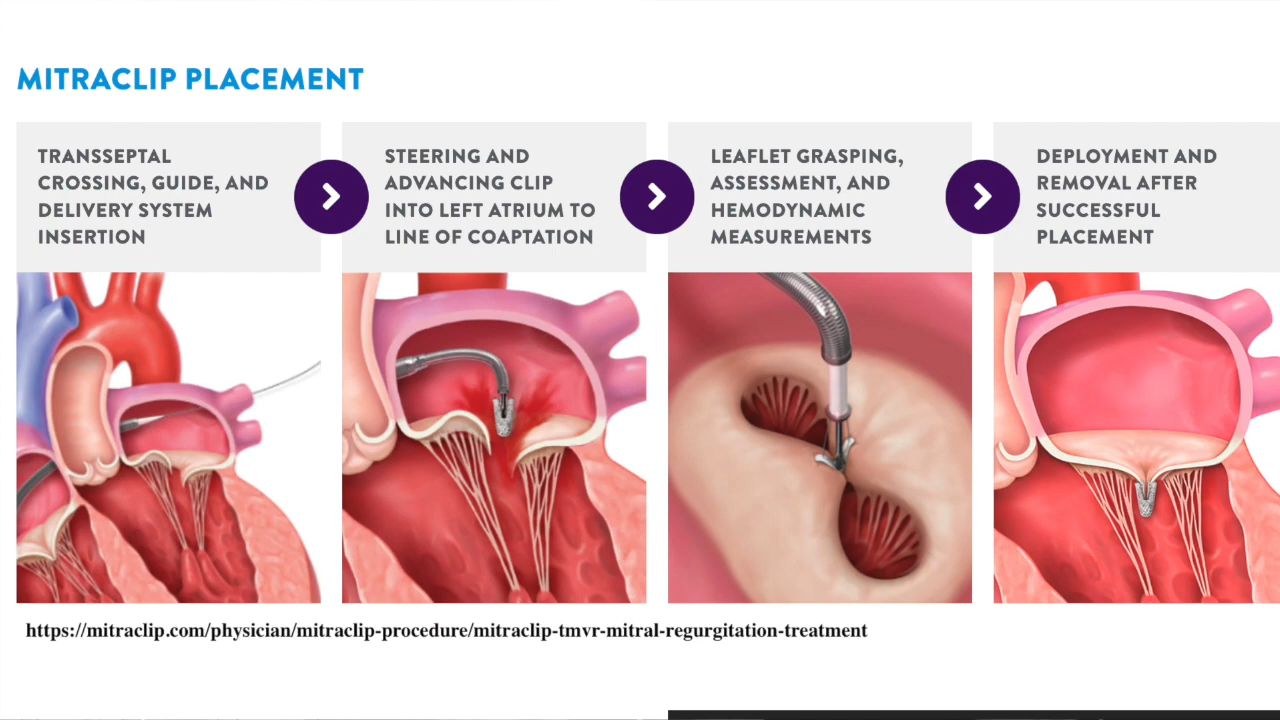 MITRACLIP PLACEMENT
TRANSSEPTAL
CROSSING, GUIDE, AND
DELIVERY SYSTEM
INSERTION
STEERING AND
ADVANCING CLIP
INTO LEFT ATRIUM TO
LINE OF COAPTATION
LEAFLET GRASPING,
ASSESSMENT, AND
HEMODYNAMIC
MEASUREMENTS
DEPLOYMENT AND
REMOVAL AFTER
SUCCESSFUL
PLACEMENT
https://mitraclip.com/physician/mitraclip-procedure/mitraclip-tmvr-mitral-regurgitation-treatment